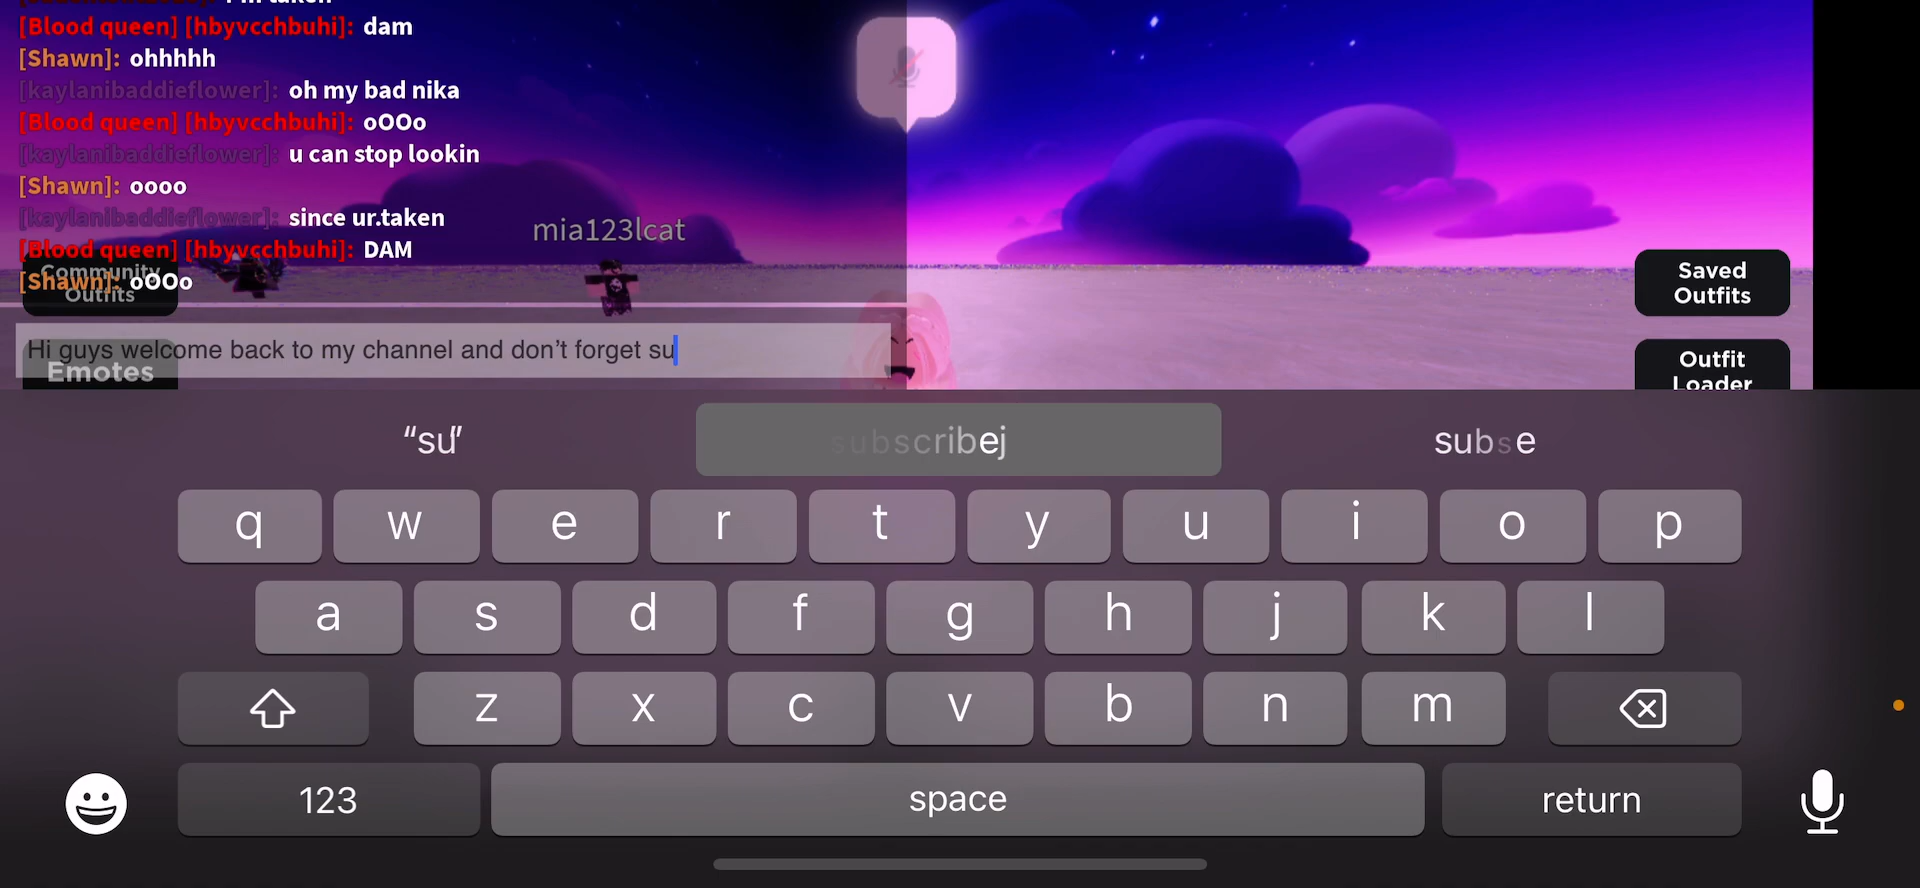 [Blood queen] [hbyvcchbuhi]: dam
[Shawn]: ohhhhh
[kaylanibaddieflower]: oh my bad nika
[Blood queen] [hbyvcchbuhi]: oOOo
[kaylanibaddieflower]: u can stop lookin
[Shawn]: oooo
[kaylanibaddieflower]: since ur.taken
[Blood queen] [hbyvcchbuhi]: DAM
[Shawn]: oOOo
mia123lcat
Community
Outfits
Saved
Outfits
Hi guys welcome back to my channel and don’t forget su
Emotes
Outfit
Loader
“su”
q w e r t y u i o p
a s d f g h j k l
z x c v b n m
123 space return